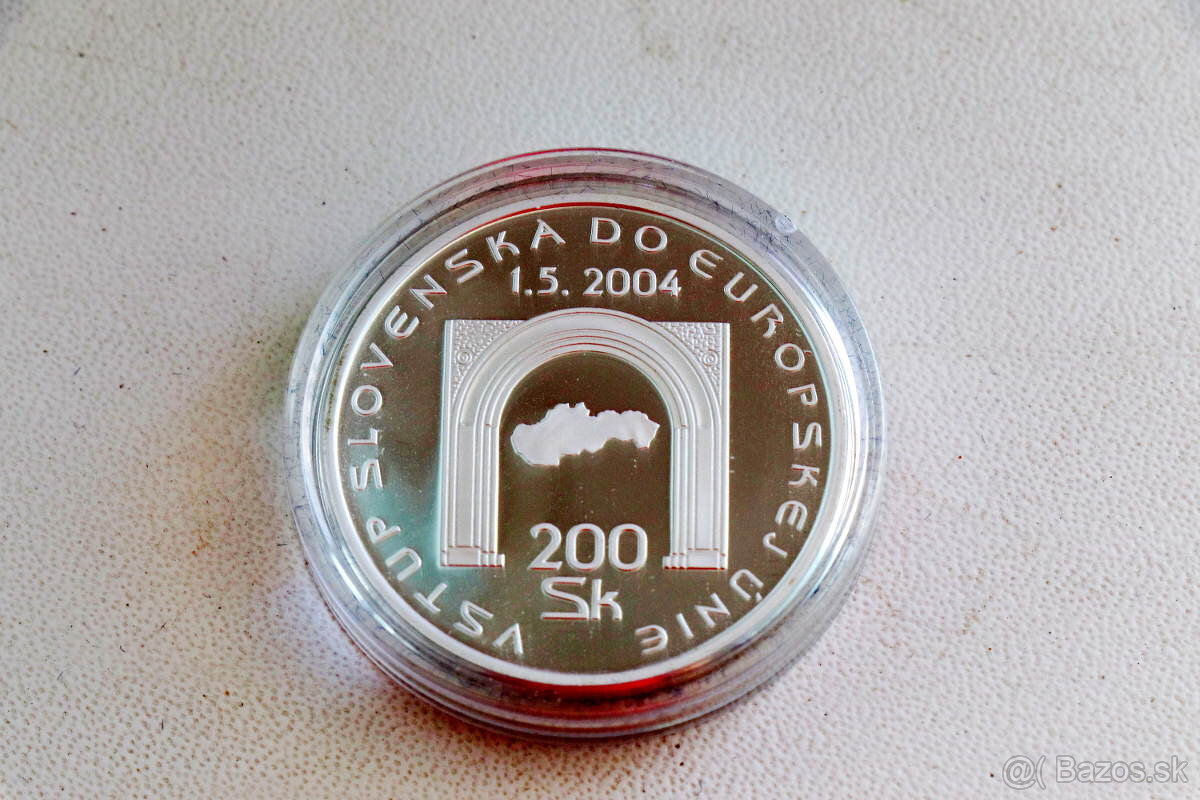 VSTUP SLOVENSKA DO EURÓPSKEJ ÚNIE
1.5. 2004
200
Sk
@( Bazos.sk